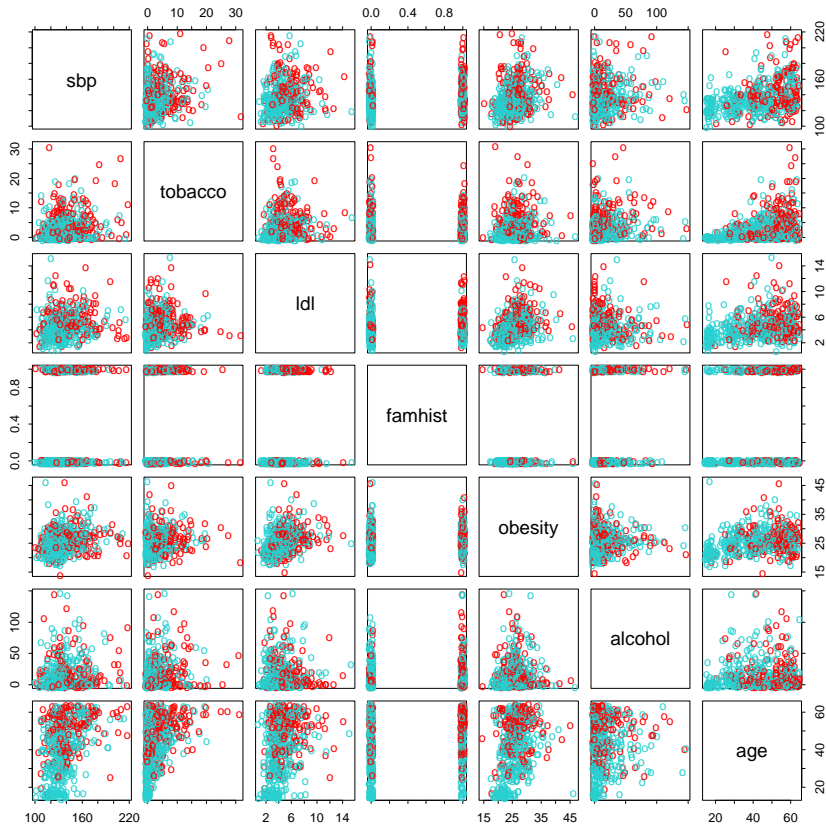 0 10 20 30 0.0 0.4 0.8 0 50 100
sbp 100 160 220
0 10 20 30 tobacco
ldl 2 6 10 14
0.0 0.4 0.8 famhist
obesity 15 25 35 45
0 50 100 alcohol
age 20 40 60
100 160 220 2 6 10 14 15 25 35 45 20 40 60